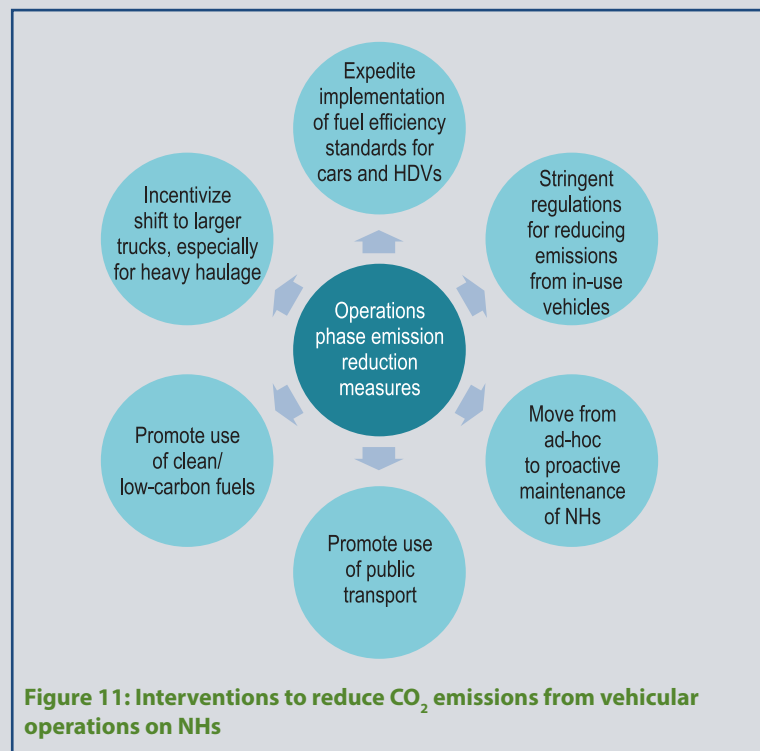 Expedite
implementation
of fuel efficiency
standards for
cars and HDVs
Stringent
regulations
for reducing
emissions
from in-use
vehicles
Move from
ad-hoc
to proactive
maintenance
of NHs
Promote use
of public
transport
Promote use
of clean/
low-carbon fuels
Incentivize
shift to larger
trucks, especially
for heavy haulage
Operations
phase emission
reduction
measures
Figure 11: Interventions to reduce CO₂ emissions from vehicular
operations on NHs